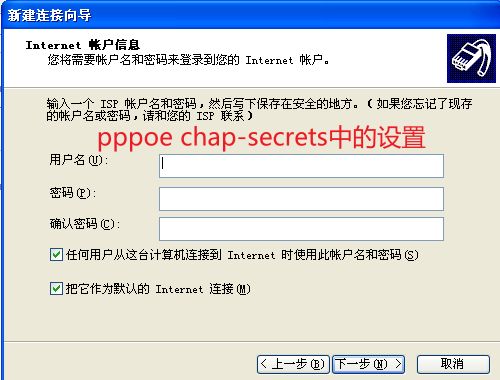 新建连接向导
Internet 帐户信息
您将需要帐户名和密码来登录到您的 Internet 帐户。
输入一个 ISP 帐户名和密码，然后写下保存在安全的地方。（如果您忘记了现存
的帐户名或密码，请和您的 ISP 联系）
pppoe chap-secrets中的设置
用户名(U):
密码(P):
确认密码(C):
任何用户从这台计算机连接到 Internet 时使用此帐户名和密码(S)
把它作为默认的 Internet 连接(M)
< 上一步(B) 下一步(N) > 取消